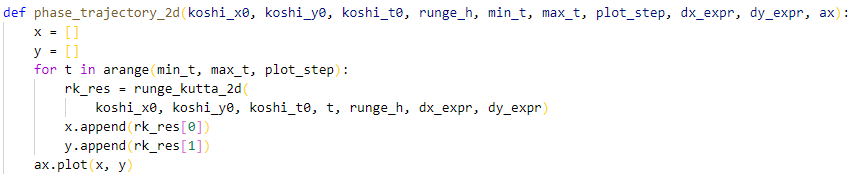 def phase_trajectory_2d(koshi_x0, koshi_y0, koshi_t0, runge_h, min_t, max_t, plot_step, dx_expr, dy_expr, ax):
    x = []
    y = []
    for t in arange(min_t, max_t, plot_step):
        rk_res = runge_kutta_2d(
            koshi_x0, koshi_y0, koshi_t0, t, runge_h, dx_expr, dy_expr)
        x.append(rk_res[0])
        y.append(rk_res[1])
    ax.plot(x, y)